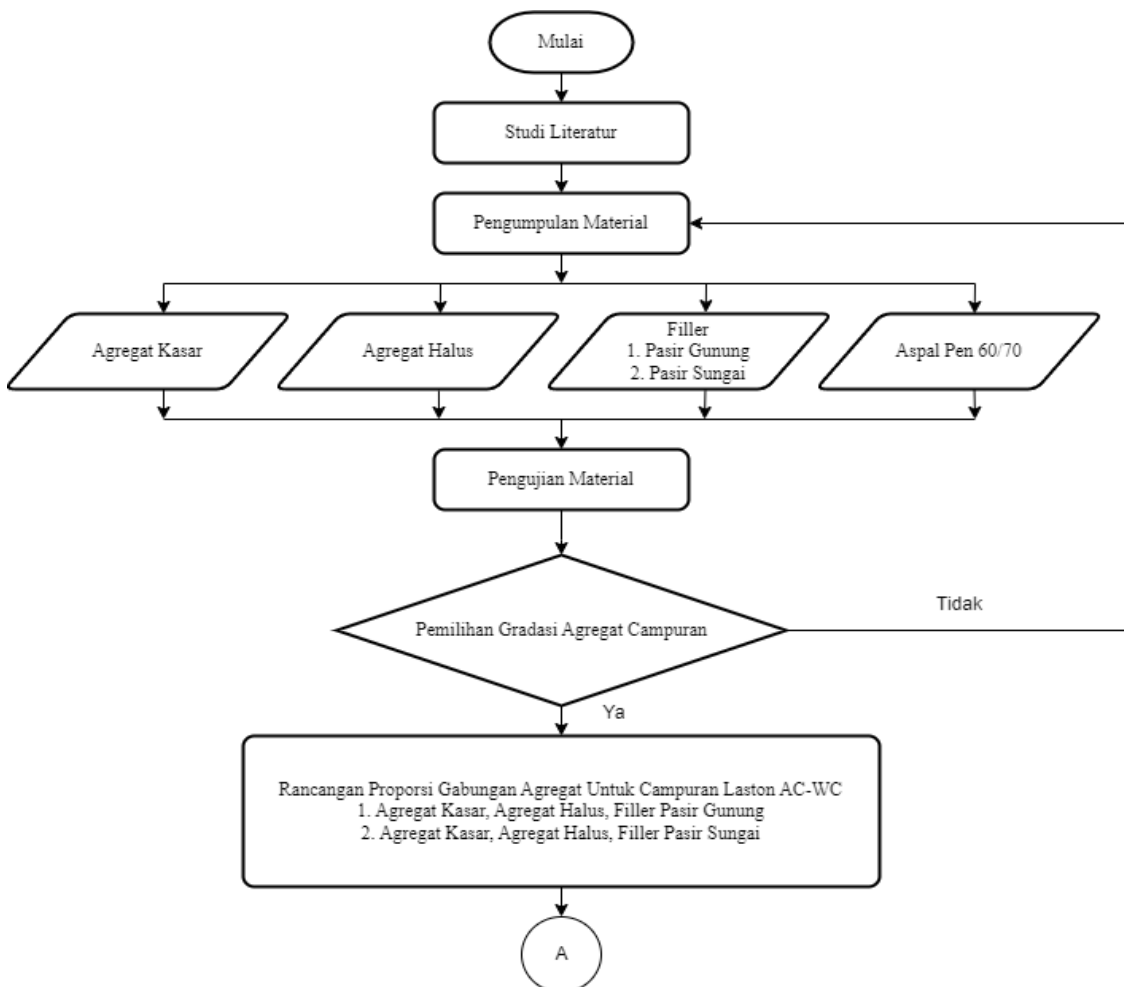 Mulai
Studi Literatur
Pengumpulan Material
Agregat Kasar
Agregat Halus
Filler
1. Pasir Gunung
2. Pasir Sungai
Aspal Pen 60/70
Pengujian Material
Pemilihan Gradasi Agregat Campuran
Tidak
Ya
Rancangan Proporsi Gabungan Agregat Untuk Campuran Laston AC-WC
1. Agregat Kasar, Agregat Halus, Filler Pasir Gunung
2. Agregat Kasar, Agregat Halus, Filler Pasir Sungai
A